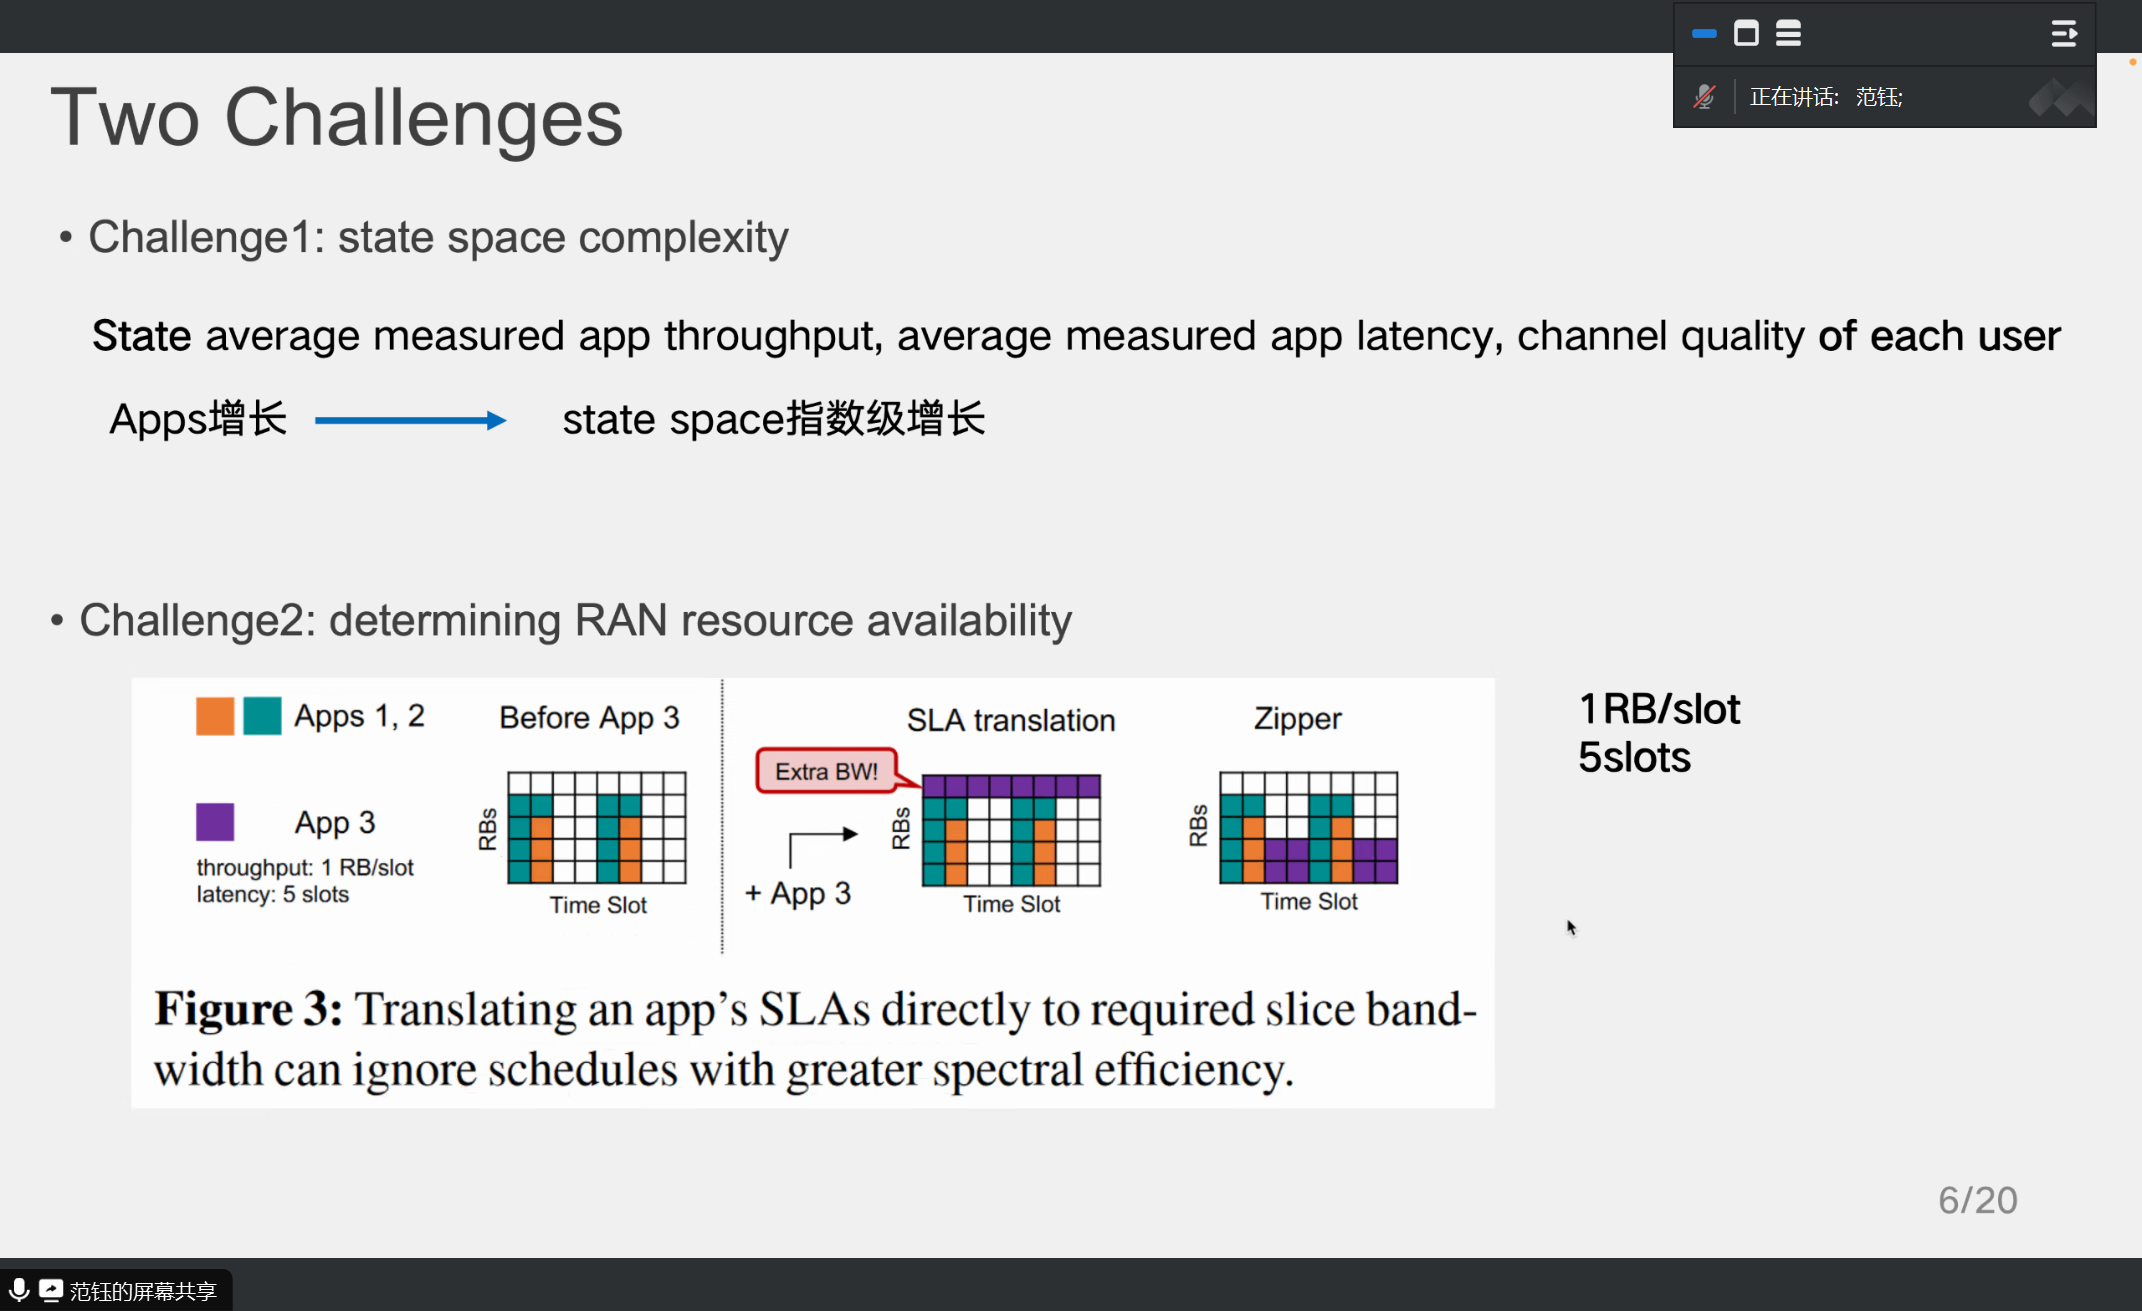 正在讲话: 范钰;
Two Challenges
• Challenge1: state space complexity
State average measured app throughput, average measured app latency, channel quality of each user
Apps增长 state space指数级增长
• Challenge2: determining RAN resource availability
Apps 1, 2
App 3
throughput: 1 RB/slot
latency: 5 slots
Before App 3
RBs
Time Slot
+ App 3
SLA translation
Extra BW!
RBs
Time Slot
Zipper
RBs
Time Slot
1RB/slot
5slots
Figure 3: Translating an app’s SLAs directly to required slice band-
width can ignore schedules with greater spectral efficiency.
6/20
范钰的屏幕共享